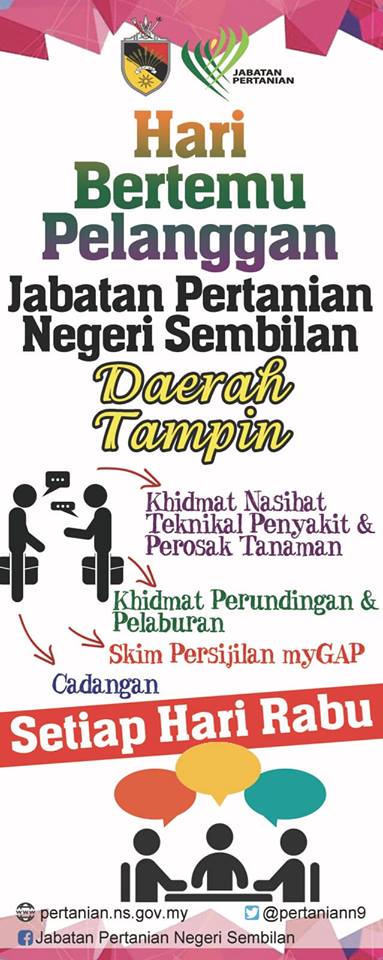 JABATAN
PERTANIAN
Hari
Bertemu
Pelanggan
Jabatan Pertanian
Negeri Sembilan
Daerah
Tampin
Khidmat Nasihat
Teknikal Penyakit &
Perosak Tanaman
Khidmat Perundingan &
Pelaburan
Skim Persijilan myGAP
Cadangan
Setiap Hari Rabu
pertanian.ns.gov.my
@pertaniann9
Jabatan Pertanian Negeri Sembilan